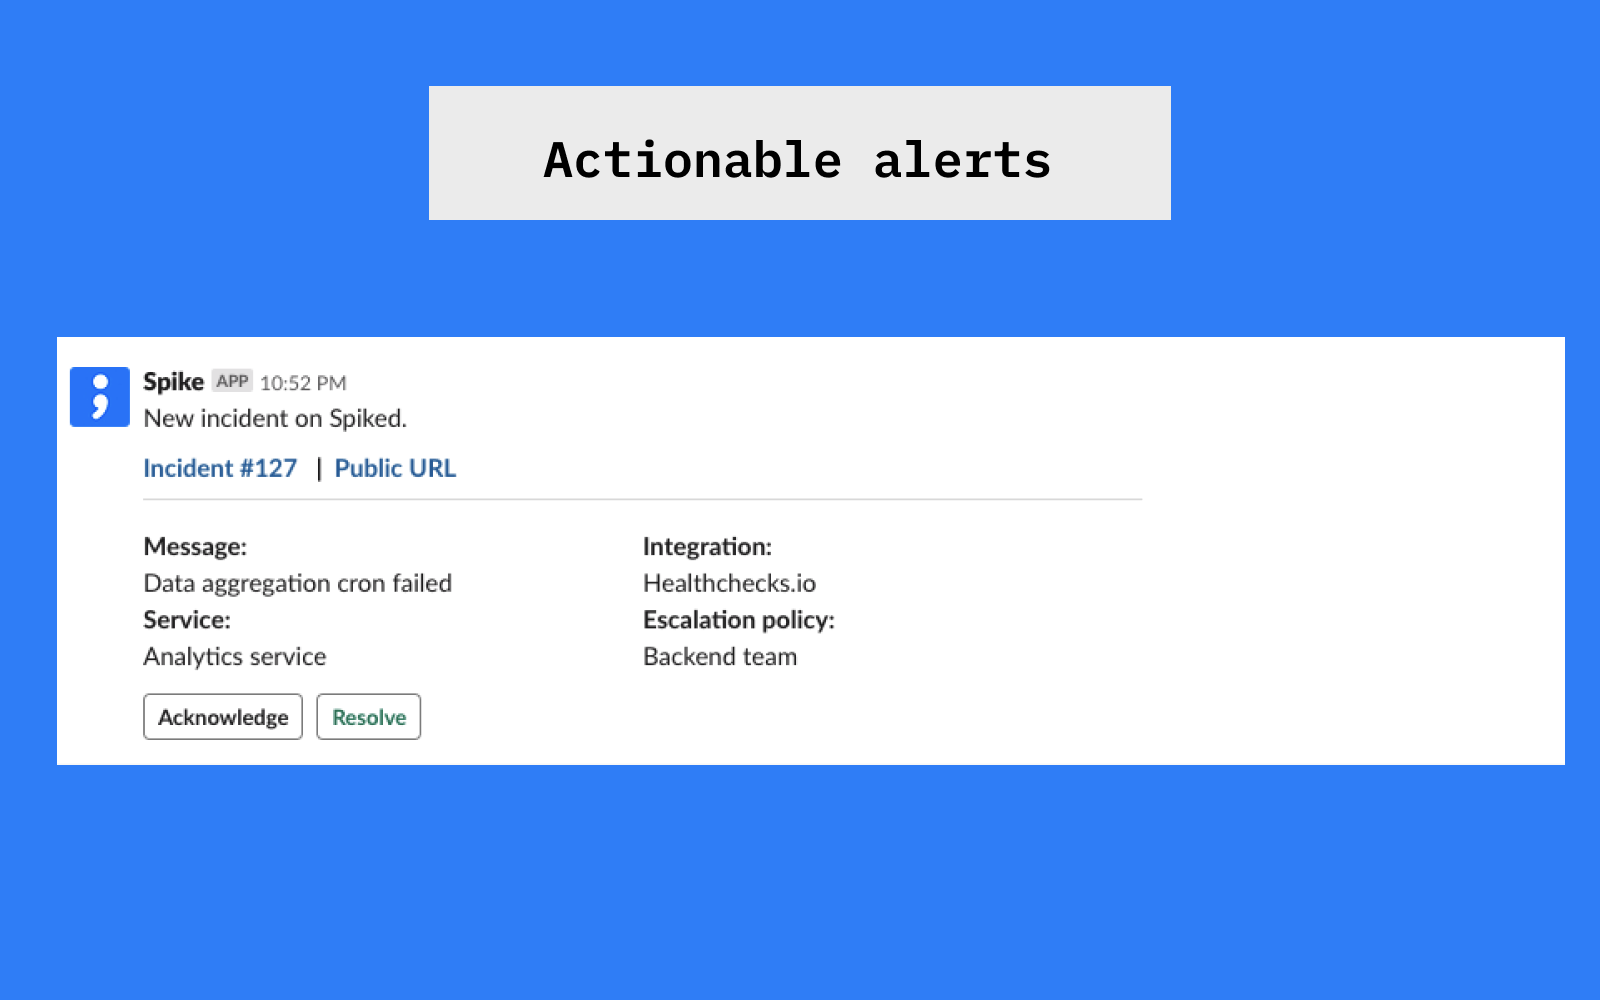 Actionable alerts
Spike APP 10:52 PM
New incident on Spiked.
Incident #127 | Public URL
Message:
Data aggregation cron failed
Service:
Analytics service
Integration:
Healthchecks.io
Escalation policy:
Backend team
Acknowledge
Resolve